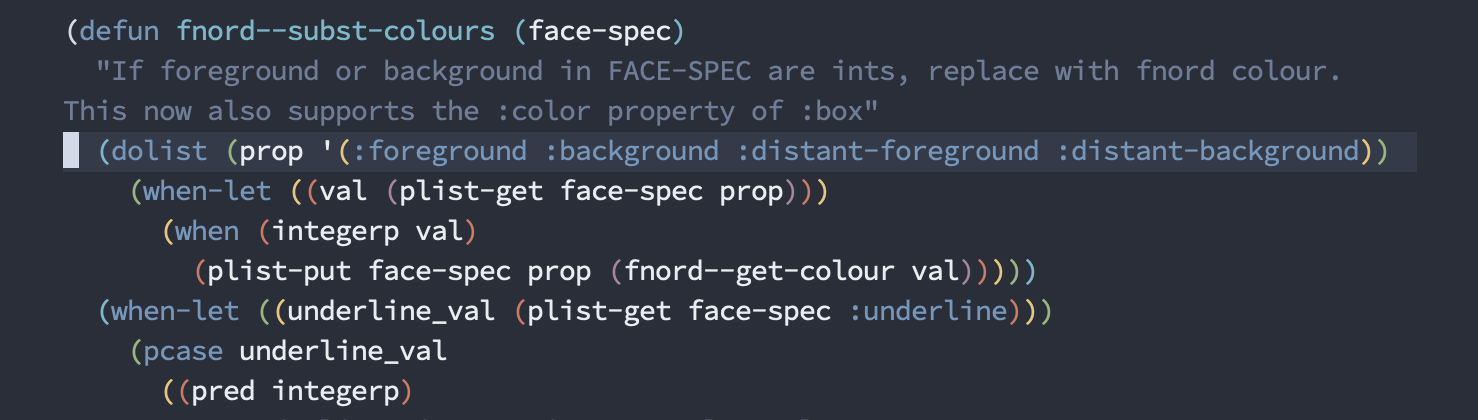 (defun fnord--subst-colours (face-spec)
  "If foreground or background in FACE-SPEC are ints, replace with fnord colour.
This now also supports the :color property of :box"
  (dolist (prop '(:foreground :background :distant-foreground :distant-background))
    (when-let ((val (plist-get face-spec prop)))
      (when (integerp val)
        (plist-put face-spec prop (fnord--get-colour val)))))
  (when-let ((underline_val (plist-get face-spec :underline)))
    (pcase underline_val
      ((pred integerp)